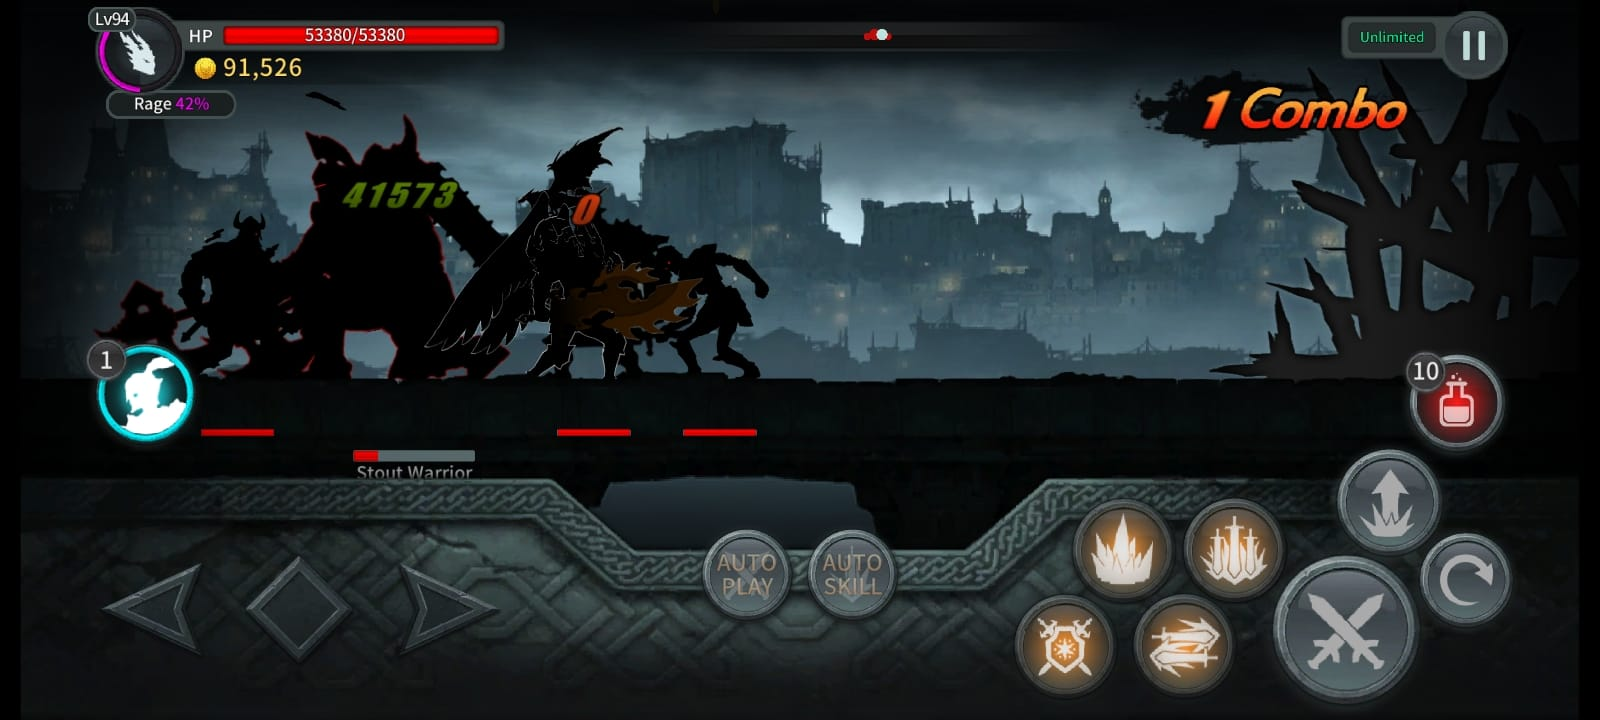 Lv94
HP 53380/53380
91,526
Rage 42%
Unlimited
1 Combo
41573
0
1
10
Stout Warrior
AUTO PLAY
AUTO SKILL